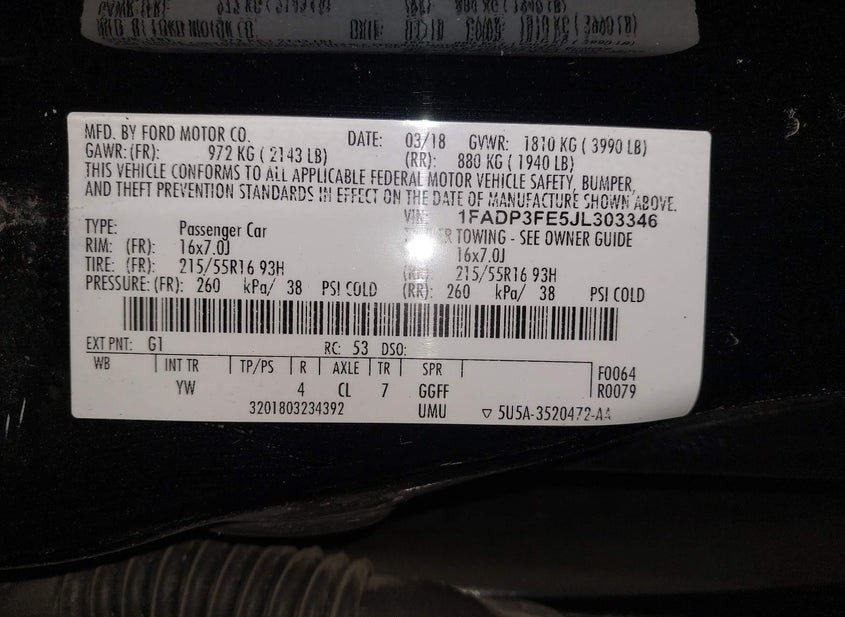 MFD. BY FORD MOTOR CO. DATE: 03/18 GVWR: 1810 KG ( 3990 LB)
GAWR: (FR): 972 KG ( 2143 LB) (RR): 880 KG ( 1940 LB)
THIS VEHICLE CONFORMS TO ALL APPLICABLE FEDERAL MOTOR VEHICLE SAFETY, BUMPER,
AND THEFT PREVENTION STANDARDS IN EFFECT ON THE DATE OF MANUFACTURE SHOWN ABOVE.
VIN: 1FADP3FE5JL303346
TYPE: Passenger Car TOWING - SEE OWNER GUIDE
RIM: (FR): 16x7.0J 16x7.0J
TIRE: (FR): 215/55R16 93H (RR): 215/55R16 93H
PRESSURE: (FR): 260 kPa/ 38 PSI COLD (RR): 260 kPa/ 38 PSI COLD
EXT PNT: G1 RC: 53 DSO:
WB INT TR TP/PS R AXLE TR SPR F0064
YW 4 CL 7 GGFF R0079
3201803234392 UMU ▽ 5U5A-3520472-AA